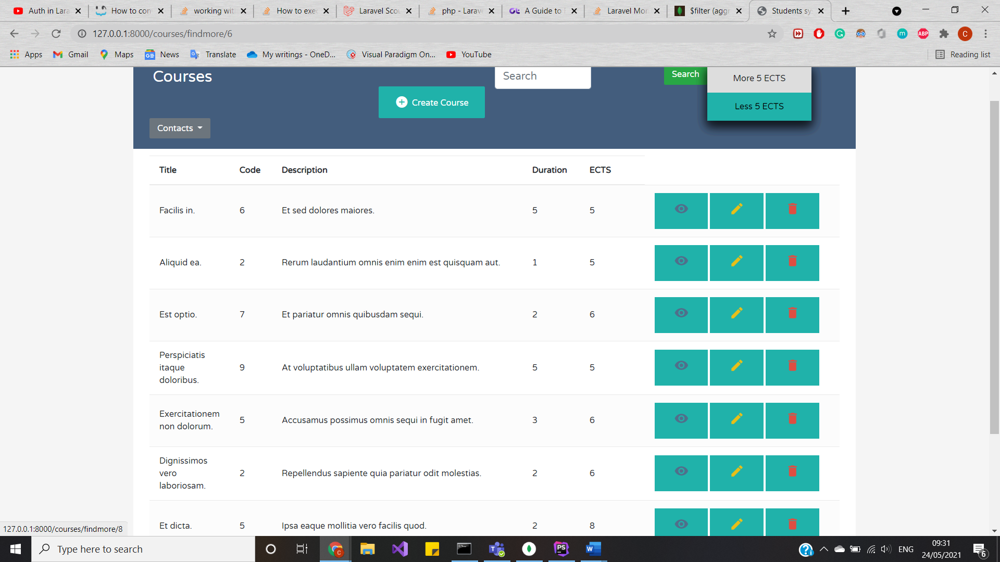 Auth in Lara
How to con
working wit
How to exec
Laravel Scou
php - Larave
A Guide to
Laravel Mon
$filter (aggr
Students sy
127.0.0.1:8000/courses/findmore/6
C
m
ABP
Apps
Gmail
Maps
News
Translate
My writings - OneD...
Visual Paradigm On...
YouTube
Reading list
Courses
Search
Search
More 5 ECTS
Less 5 ECTS
Create Course
Contacts
Title Code Description Duration ECTS
Facilis in. 6 Et sed dolores maiores. 5 5
Aliquid ea. 2 Rerum laudantium omnis enim enim est quisquam aut. 1 5
Est optio. 7 Et pariatur omnis quibusdam sequi. 2 6
Perspiciatis
itaque 9 At voluptatibus ullam voluptatem exercitationem. 5 5
doloribus.
Exercitationem
non dolorum. 5 Accusamus possimus omnis sequi in fugit amet. 3 6
Dignissimos
vero 2 Repellendus sapiente quia pariatur odit molestias. 2 6
laboriosam.
Et dicta. 5 Ipsa eaque mollitia vero facilis quod. 2 8
127.0.0.1:8000/courses/findmore/8
Type here to search
ENG
09:31
24/05/2021
6